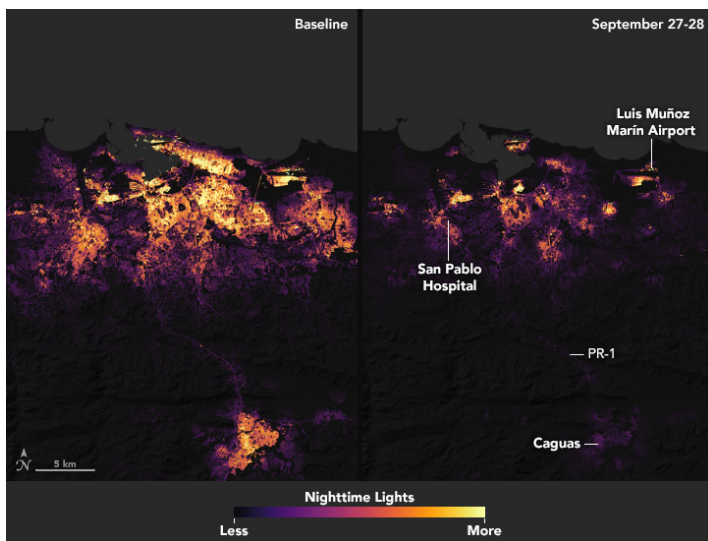 Baseline
September 27-28
Luis Muñoz
Marín Airport
San Pablo
Hospital
PR-1
Caguas
N
5 km
Nighttime Lights
Less
More